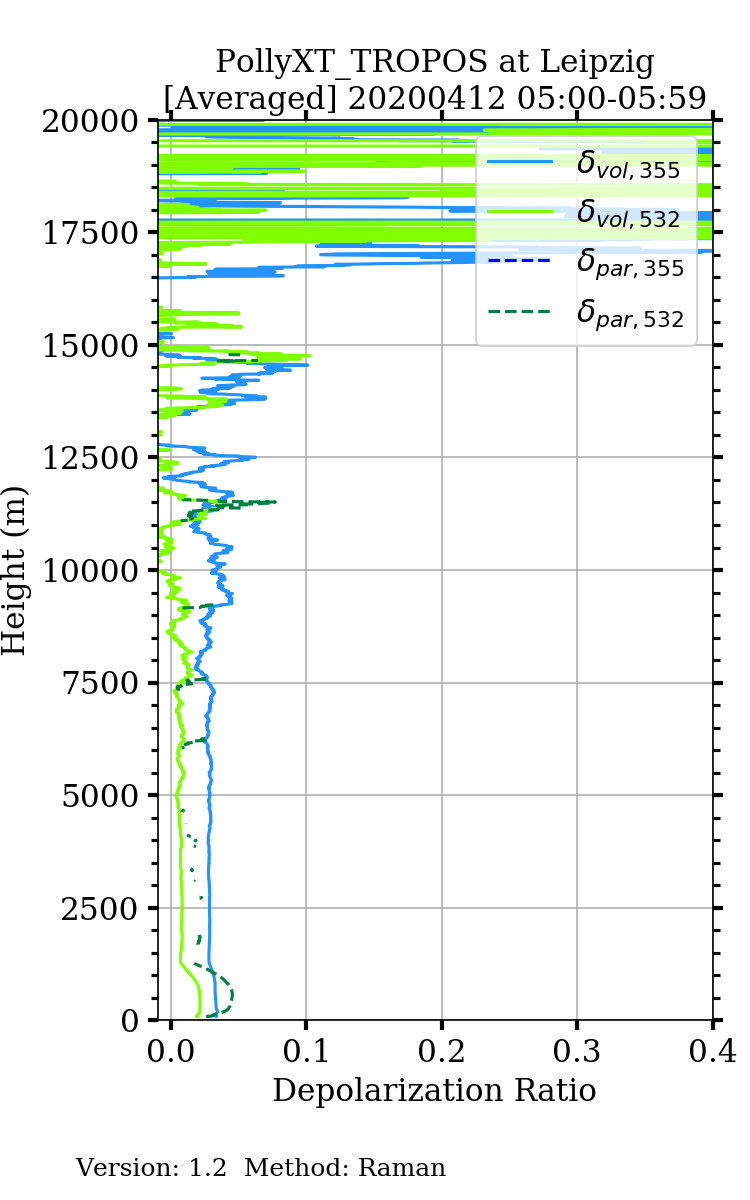 PollyXT_TROPOS at Leipzig
[Averaged] 20200412 05:00-05:59
20000
17500
15000
12500
10000
7500
5000
2500
0
Height (m)
δvol, 355
δvol, 532
δpar, 355
δpar, 532
0.0 0.1 0.2 0.3 0.4
Depolarization Ratio
Version: 1.2 Method: Raman